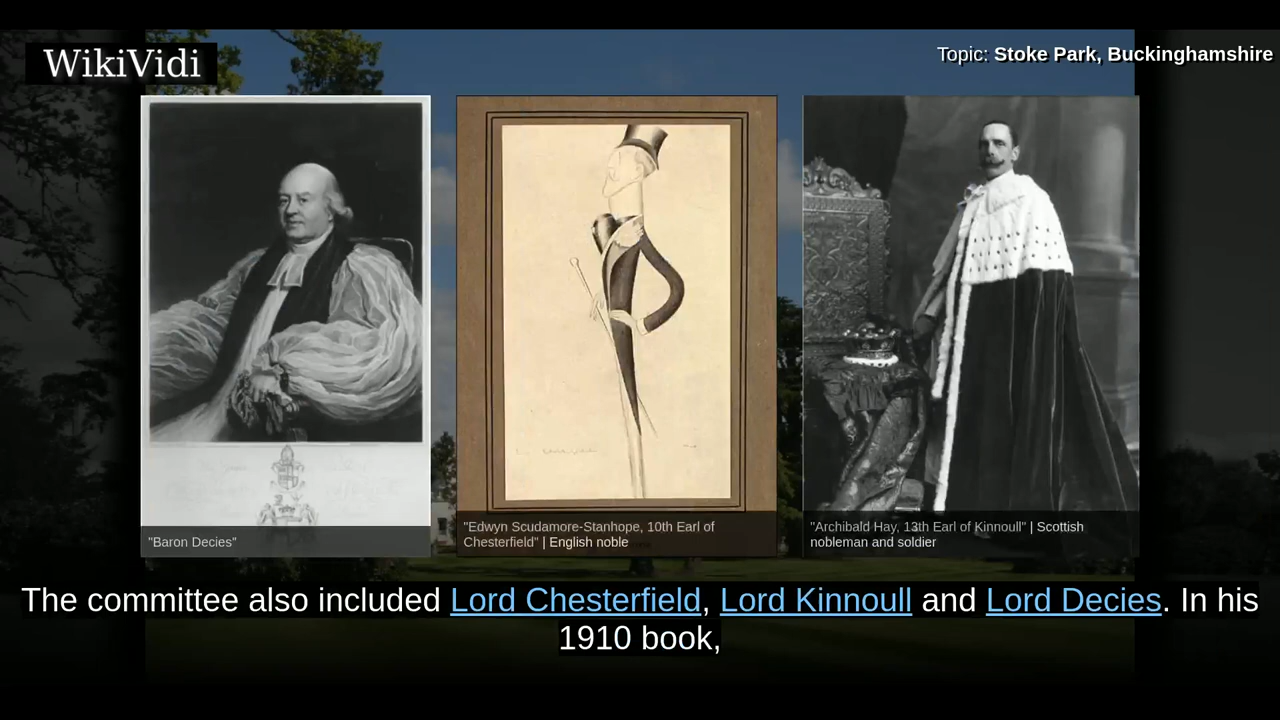 WikiVidi
Topic: Stoke Park, Buckinghamshire
"Baron Decies"
"Edwyn Scudamore-Stanhope, 10th Earl of
Chesterfield" | English noble
"Archibald Hay, 13th Earl of Kinnoull" | Scottish
nobleman and soldier
The committee also included Lord Chesterfield, Lord Kinnoull and Lord Decies. In his
1910 book,